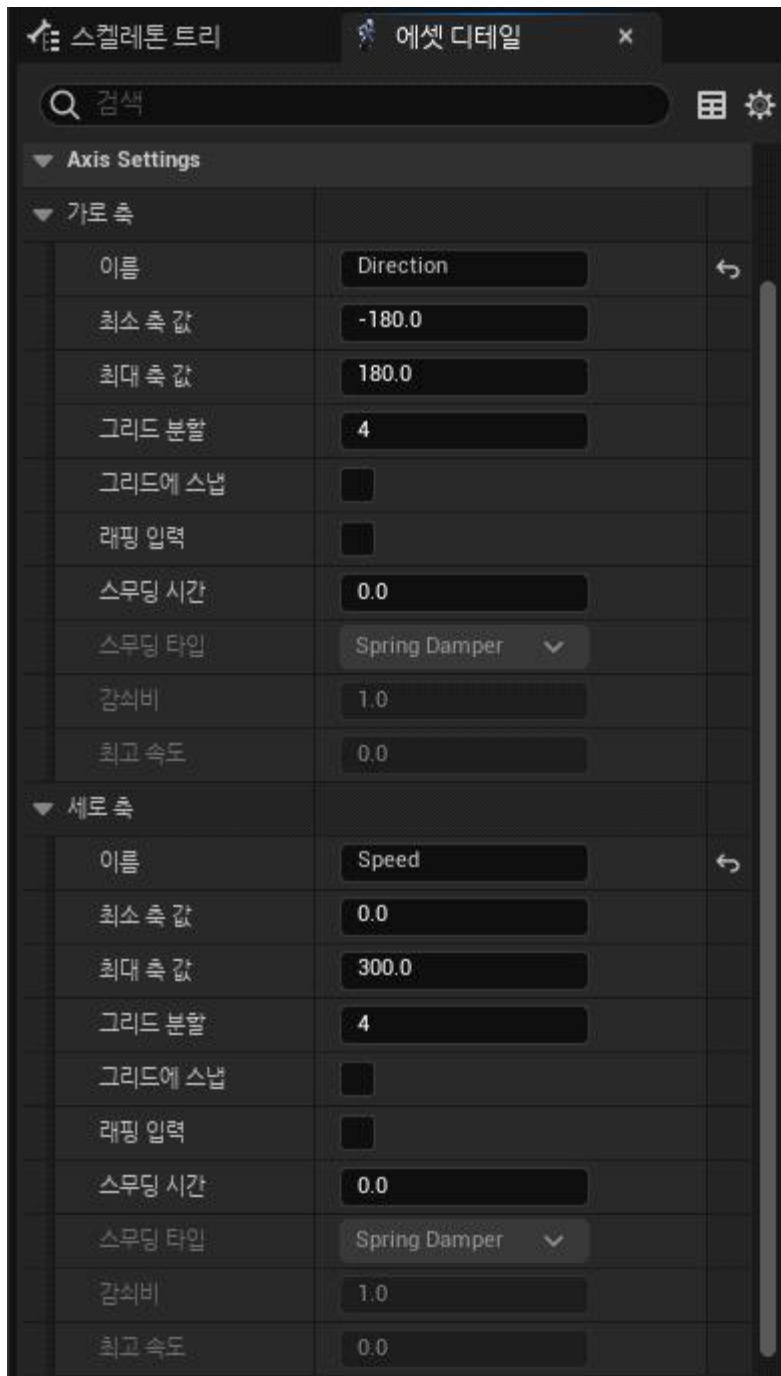 스켈레톤 트리
에셋 디테일
검색
Axis Settings
가로 축
이름 Direction
최소 축 값 -180.0
최대 축 값 180.0
그리드 분할 4
그리드에 스냅
래핑 입력
스무딩 시간 0.0
스무딩 타입 Spring Damper
감쇠비 1.0
최고 속도 0.0
세로 축
이름 Speed
최소 축 값 0.0
최대 축 값 300.0
그리드 분할 4
그리드에 스냅
래핑 입력
스무딩 시간 0.0
스무딩 타입 Spring Damper
감쇠비 1.0
최고 속도 0.0